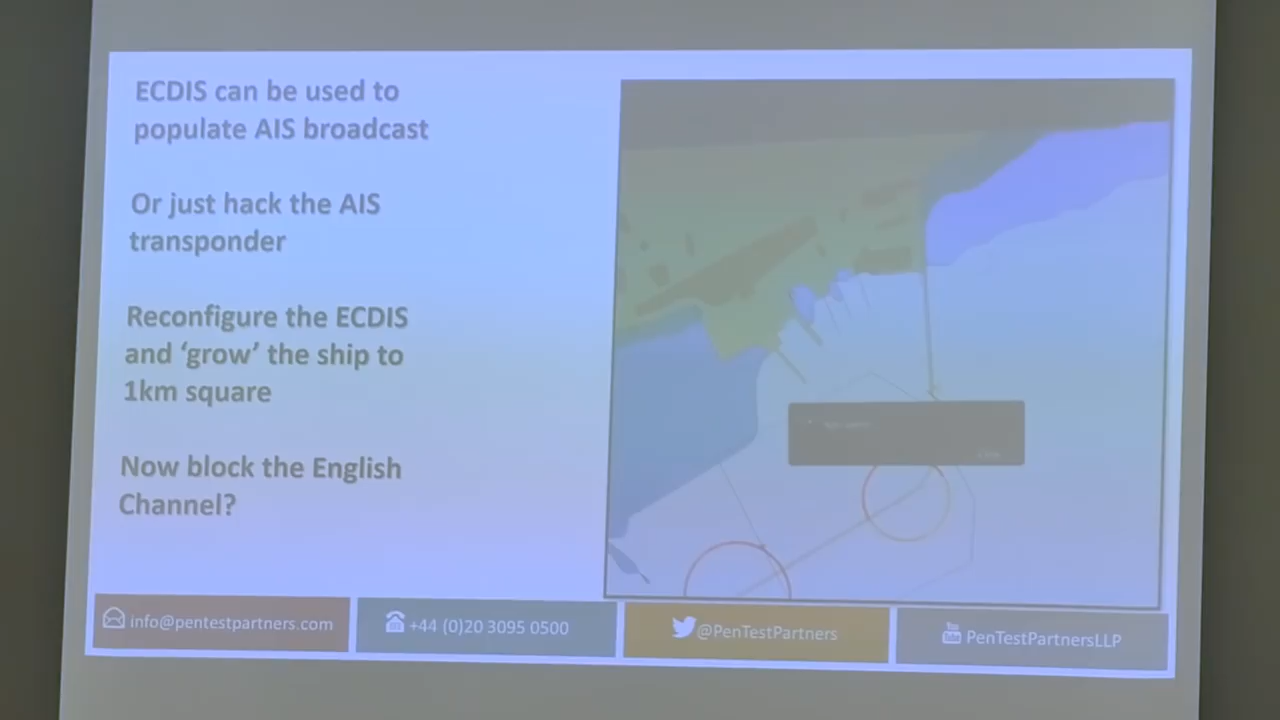 ECDIS can be used to
populate AIS broadcast
Or just hack the AIS
transponder
Reconfigure the ECDIS
and ‘grow’ the ship to
1km square
Now block the English
Channel?
info@pentestpartners.com
+44 (0)20 3095 0500
@PenTestPartners
You
Tube
PenTestPartnersLLP